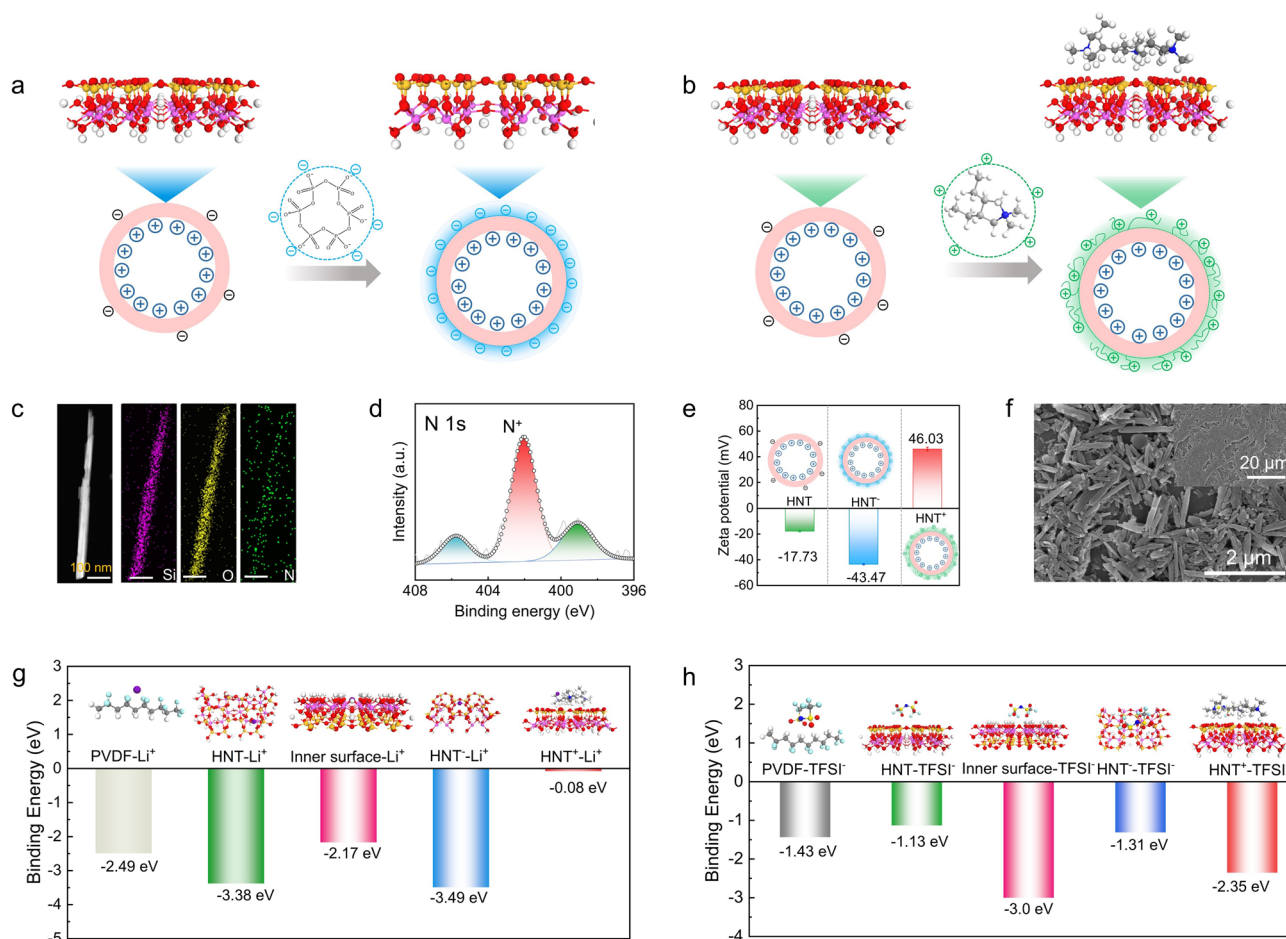 a
b
c
100 nm
Si
O
N
d
N 1s
N⁺
Intensity (a.u.)
408
404
400
396
Binding energy (eV)
e
Zeta potential (mV)
80
60
40
20
0
-20
-40
-60
HNT
-17.73
HNT⁻
-43.47
46.03
HNT⁺
f
20 μm
2 μm
g
Binding Energy (eV)
3
2
1
0
-1
-2
-3
-4
-5
PVDF-Li⁺
HNT-Li⁺
Inner surface-Li⁺
HNT⁻-Li⁺
HNT⁺-Li⁺
-2.49 eV
-3.38 eV
-2.17 eV
-3.49 eV
-0.08 eV
h
Binding Energy (eV)
3
2
1
0
-1
-2
-3
-4
PVDF-TFSI⁻
HNT-TFSI⁻
Inner surface-TFSI⁻
HNT⁻-TFSI⁻
HNT⁺-TFSI
-1.43 eV
-1.13 eV
-3.0 eV
-1.31 eV
-2.35 eV